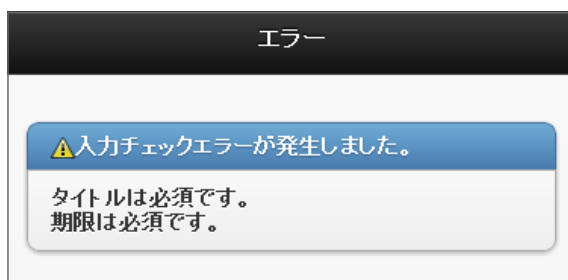 エラー
入力チェックエラーが発生しました。
タイトルは必須です。
期限は必須です。